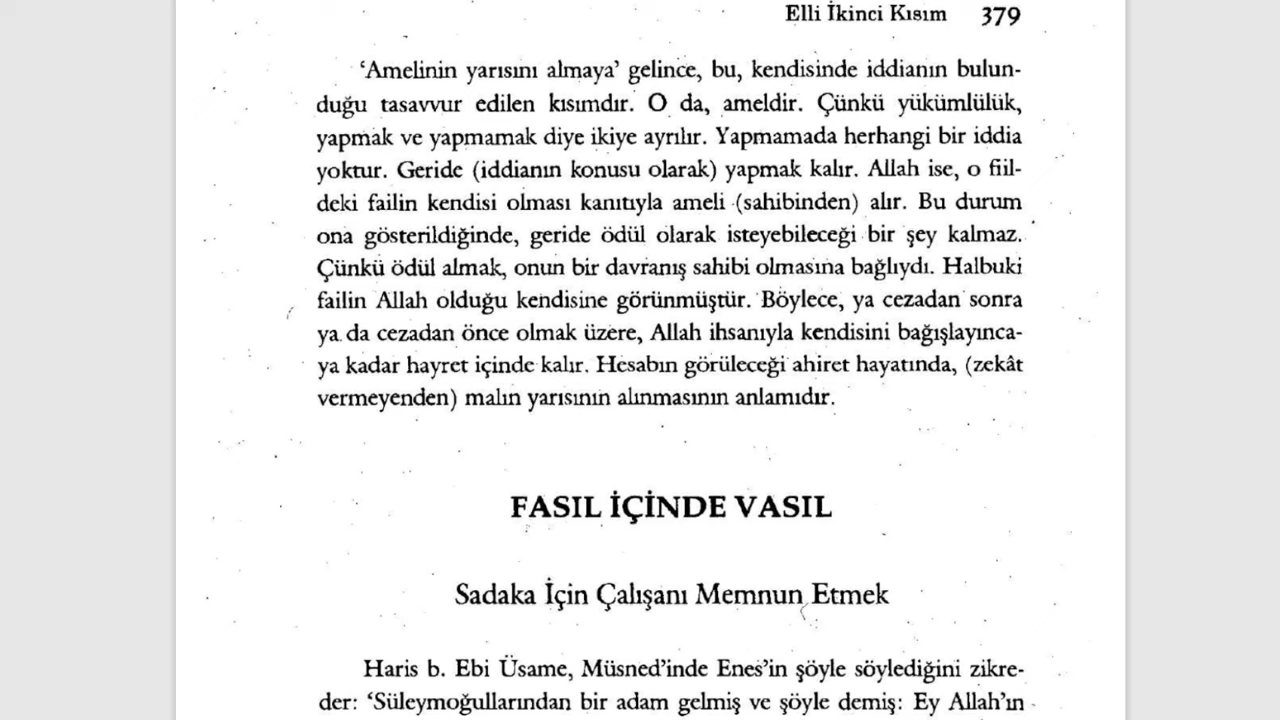 Elli İkinci Kısım 379
‘Amelinin yarısını almaya’ gelince, bu, kendisinde iddianın bulun-
duğu tasavvur edilen kısımdır. O da, ameldir. Çünkü yükümlülük,
yapmak ve yapmamak diye ikiye ayrılır. Yapmamada herhangi bir iddia
yoktur. Geride (iddianın konusu olarak) yapmak kalır. Allah ise, o fiil-
deki failin kendisi olması kanıtıyla ameli (sahibinden) alır. Bu durum
ona gösterildiğinde, geride ödül olarak isteyebileceği bir şey kalmaz.
Çünkü ödül almak, onun bir davranış sahibi olmasına bağlıydı. Halbuki
failin Allah olduğu kendisine görünmüştür. Böylece, ya cezadan sonra
ya da cezadan önce olmak üzere, Allah ihsanıyla kendisini bağışlayınca-
ya kadar hayret içinde kalır. Hesabın görüleceği ahiret hayatında, (zekât
vermeyenden) malın yarısının alınmasının anlamıdır.
FASIL İÇİNDE VASIL
Sadaka İçin Çalışanı Memnun Etmek
Haris b. Ebi Üsame, Müsned’inde Enes’in şöyle söylediğini zikre-
der: ‘Süleymoğullarından bir adam gelmiş ve şöyle demiş: Ey Allah’ın